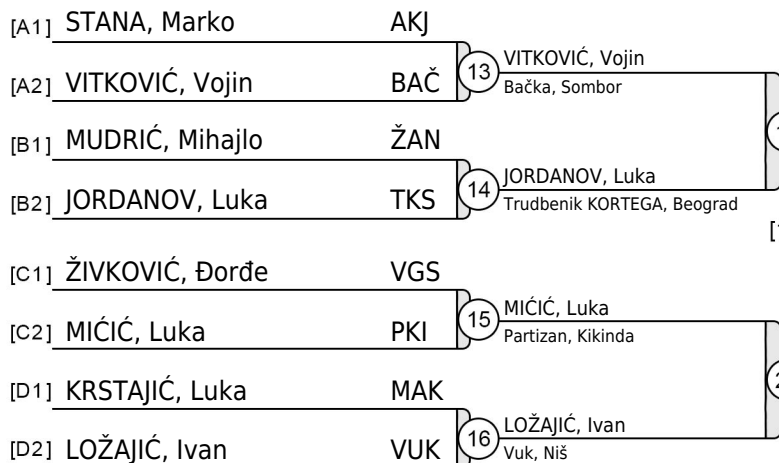 [A1] STANA, Marko AKJ
[A2] VITKOVIĆ, Vojin BAČ
13 VITKOVIĆ, Vojin
Bačka, Sombor
[B1] MUDRIĆ, Mihajlo ŽAN
[B2] JORDANOV, Luka TKS
14 JORDANOV, Luka
Trudbenik KORTEGA, Beograd
[C1] ŽIVKOVIĆ, Đorđe VGS
[C2] MIĆIĆ, Luka PKI
15 MIĆIĆ, Luka
Partizan, Kikinda
[D1] KRSTAJIĆ, Luka MAK
[D2] LOŽAJIĆ, Ivan VUK
16 LOŽAJIĆ, Ivan
Vuk, Niš